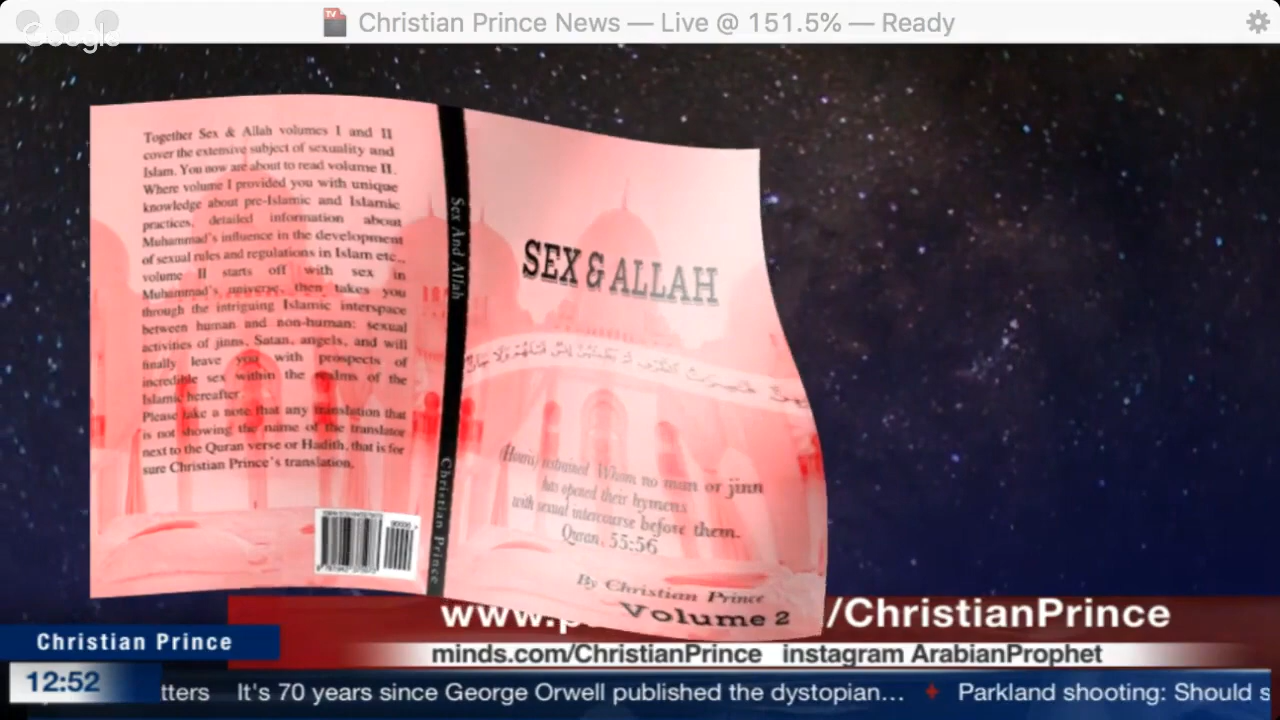 Christian Prince News — Live @ 151.5% — Ready
TV
Google
Together Sex & Allah volumes I and II
cover the extensive subject of sexuality and
Islam. You now are about to read volume II.
Where volume I provided you with unique
knowledge about pre-Islamic and Islamic
practices, detailed information about
Muhammad's influence in the development
of sexual rules and regulations in Islam etc.,
volume II starts off with sex in
Muhammad's universe, then takes you
through the intriguing Islamic interspace
between human and non-human: sexual
activities of jinns, Satan, angels, and will
finally leave you with prospects of
incredible sex within the realms of the
Islamic hereafter.
Please take a note that any translation that
is not showing the name of the translator
next to the Quran verse or Hadith, that is for
sure Christian Prince's translation.
Sex And Allah
Christian Prince
SEX & ALLAH
(Houris) restrained Whom no man or jinn
has opened their hymens
with sexual intercourse before them.
Quran, 55:56
By Christian Prince
Volume 2
www.p /ChristianPrince
minds.com/ChristianPrince instagram ArabianProphet
Christian Prince
12:52
tters It's 70 years since George Orwell published the dystopian… Parkland shooting: Should s